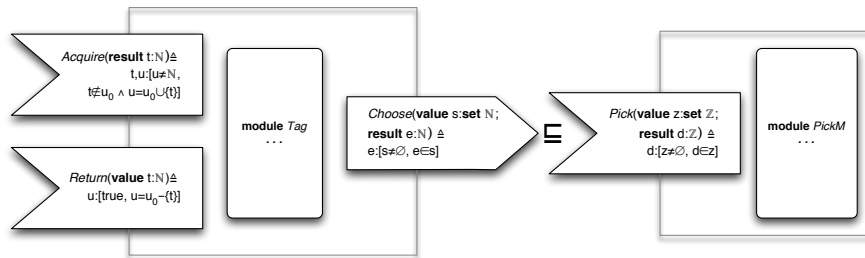 Acquire(result t:ℕ)≙
t,u:[u≠ℕ,
t∉u₀ ∧ u=u₀∪{t}]
Return(value t:ℕ)≙
u:[true, u=u₀−{t}]
module Tag
...
Choose(value s:set ℕ;
result e:ℕ) ≙
e:[s≠∅, e∈s]
⊑
Pick(value z:set ℤ;
result d:ℤ) ≙
d:[z≠∅, d∈z]
module PickM
...